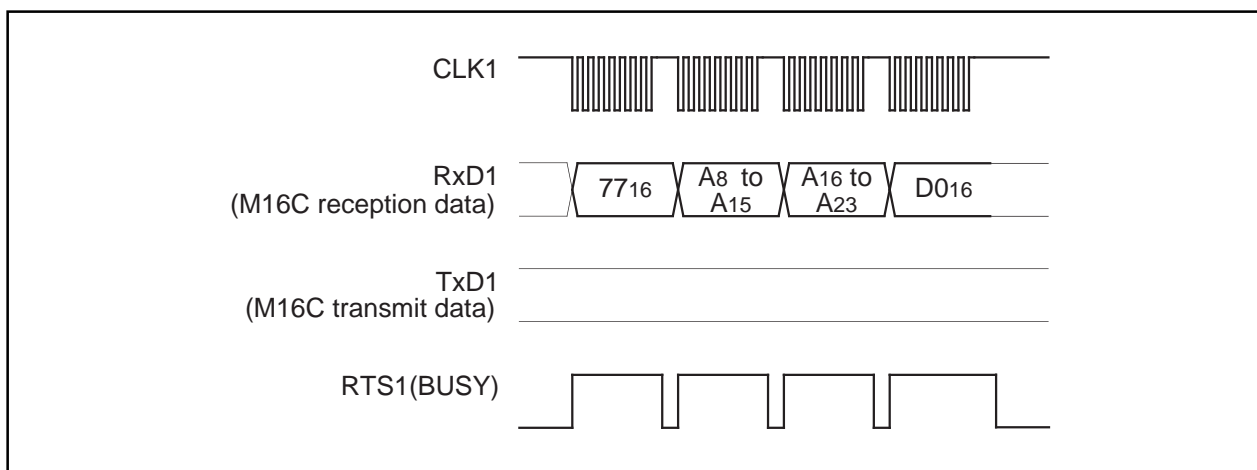 CLK1
RxD1
(M16C reception data)
7716
A8 to
A15
A16 to
A23
D016
TxD1
(M16C transmit data)
RTS1(BUSY)